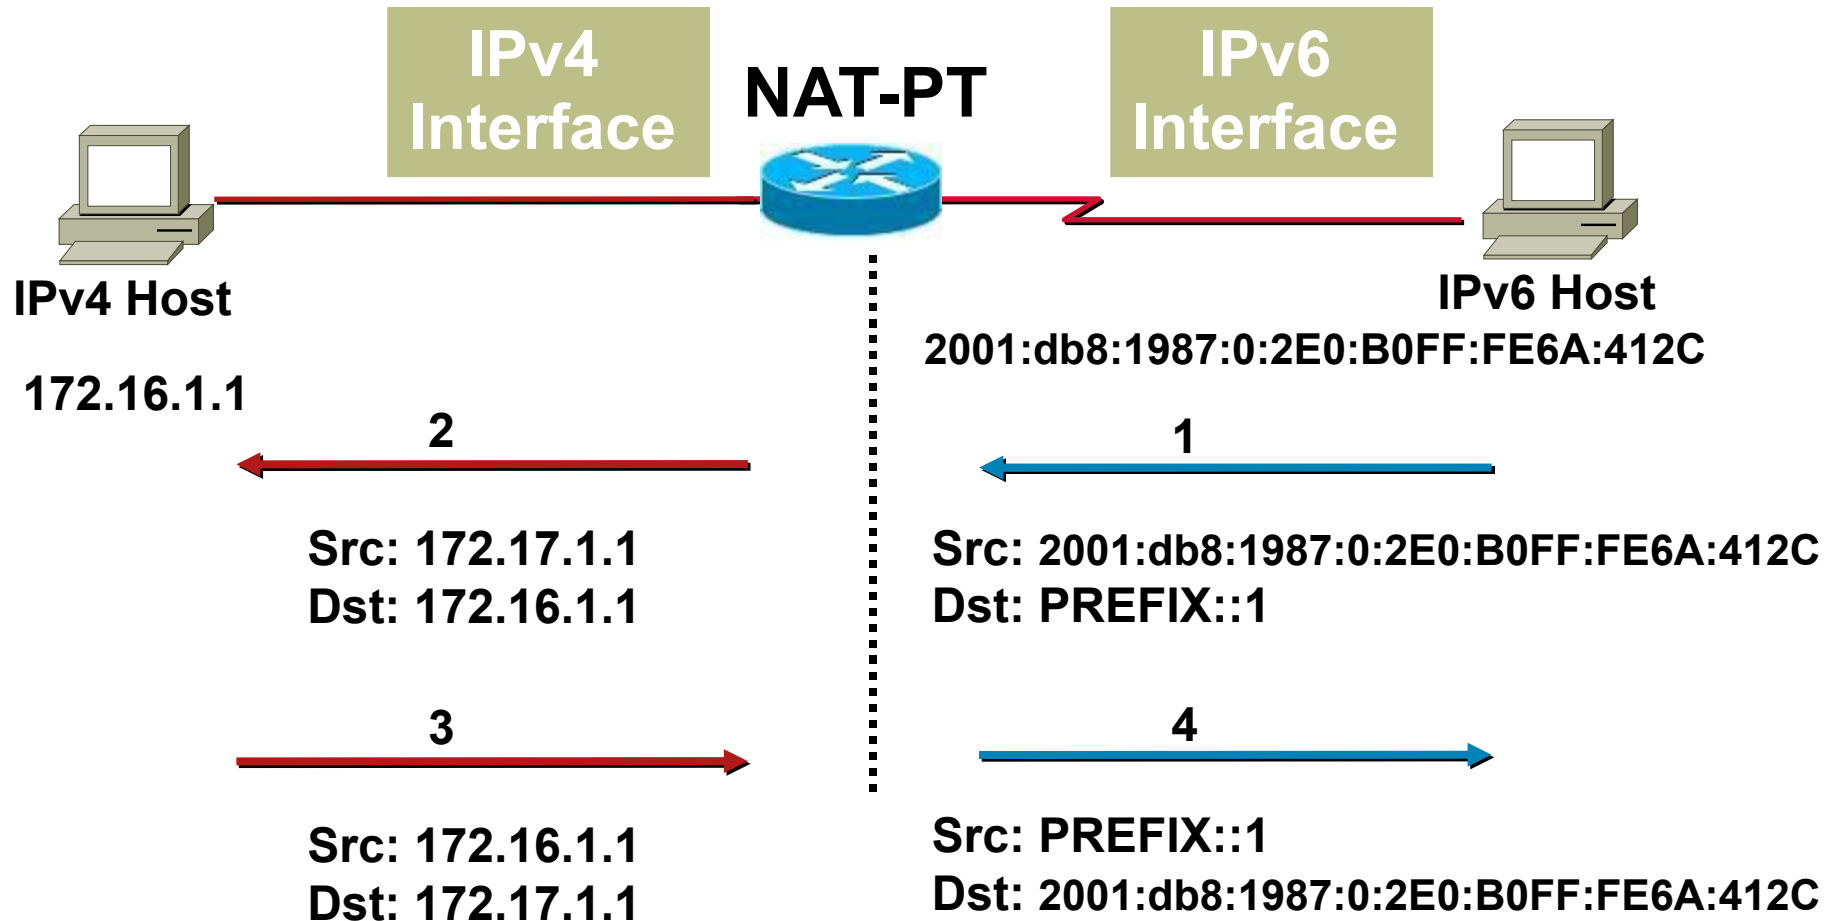 IPv4
Interface
NAT-PT
IPv6
Interface
IPv4 Host
172.16.1.1
IPv6 Host
2001:db8:1987:0:2E0:B0FF:FE6A:412C
2
1
Src: 172.17.1.1
Dst: 172.16.1.1
Src: 2001:db8:1987:0:2E0:B0FF:FE6A:412C
Dst: PREFIX::1
3
4
Src: 172.16.1.1
Dst: 172.17.1.1
Src: PREFIX::1
Dst: 2001:db8:1987:0:2E0:B0FF:FE6A:412C